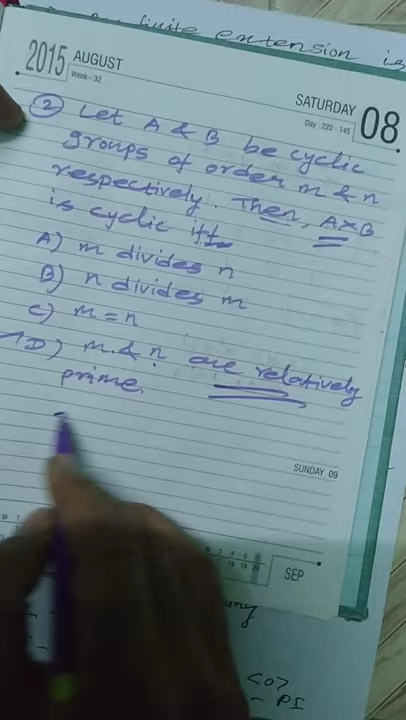 finite extension is
2015 AUGUST
Week - 32
SATURDAY 08
Day : 220 - 145
② Let A & B be cyclic
groups of order m & n
respectively. Then, A×B
is cyclic iff
A) m divides n
B) n divides m
C) m = n
D) m & n are relatively
prime.
SUNDAY 09
SEP